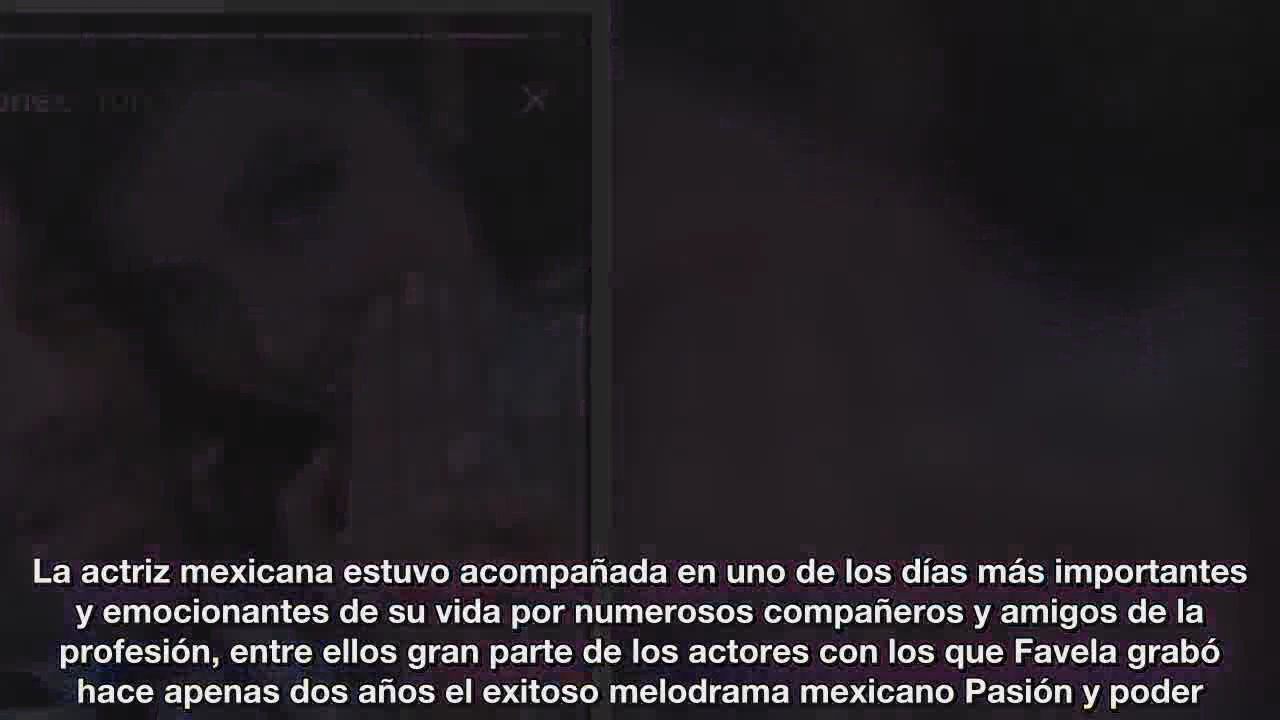 La actriz mexicana estuvo acompañada en uno de los días más importantes
y emocionantes de su vida por numerosos compañeros y amigos de la
profesión, entre ellos gran parte de los actores con los que Favela grabó
hace apenas dos años el exitoso melodrama mexicano Pasión y poder